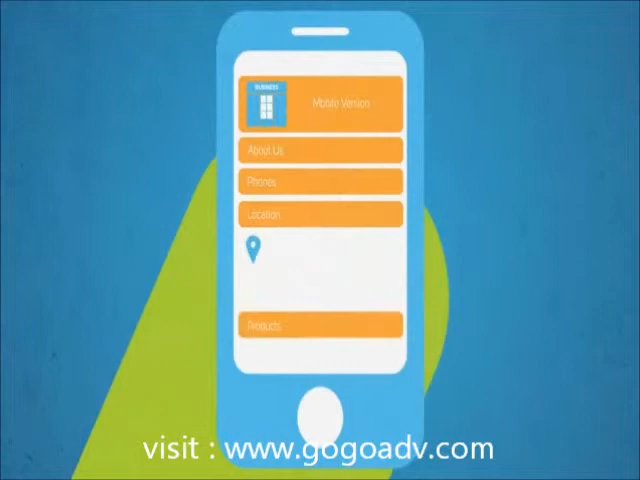 BUSINESS
Mobile Version
About Us
Phones
Location
Products
visit : www.gogoadv.com